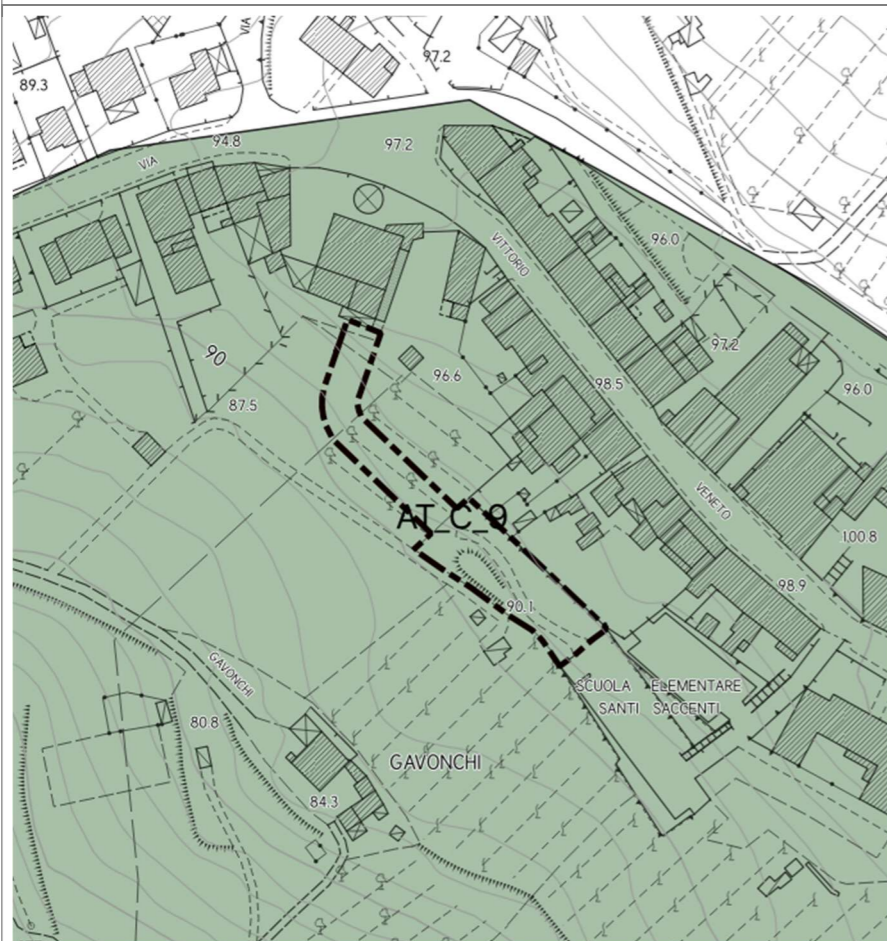 VIA
97.2
89.3
94.8
97.2
VIA
VITTORIO
96.0
90
97.2
96.6
98.5
96.0
87.5
VENETO
AT_C_9
100.8
98.9
90.1
GAVONCHI
SCUOLA ELEMENTARE
SANTI SACCENTI
80.8
GAVONCHI
84.3